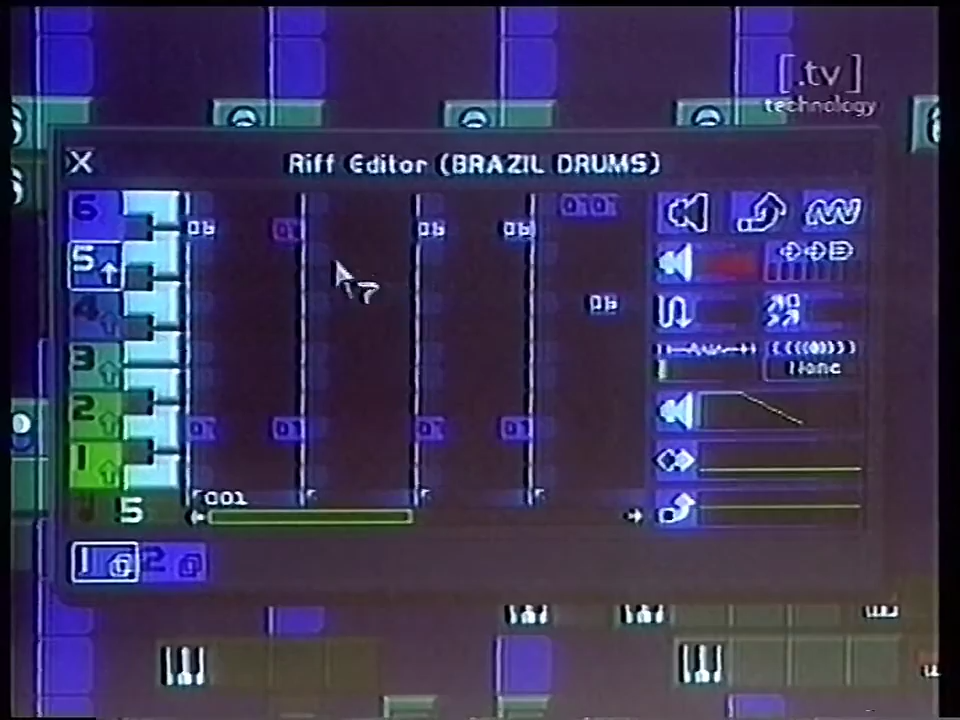 [.tv]
technology
X Riff Editor (BRAZIL DRUMS)
6
5
4
3
2
1
06 01 06 06 0101
06
01 01 01 01
None
001
5
1 2